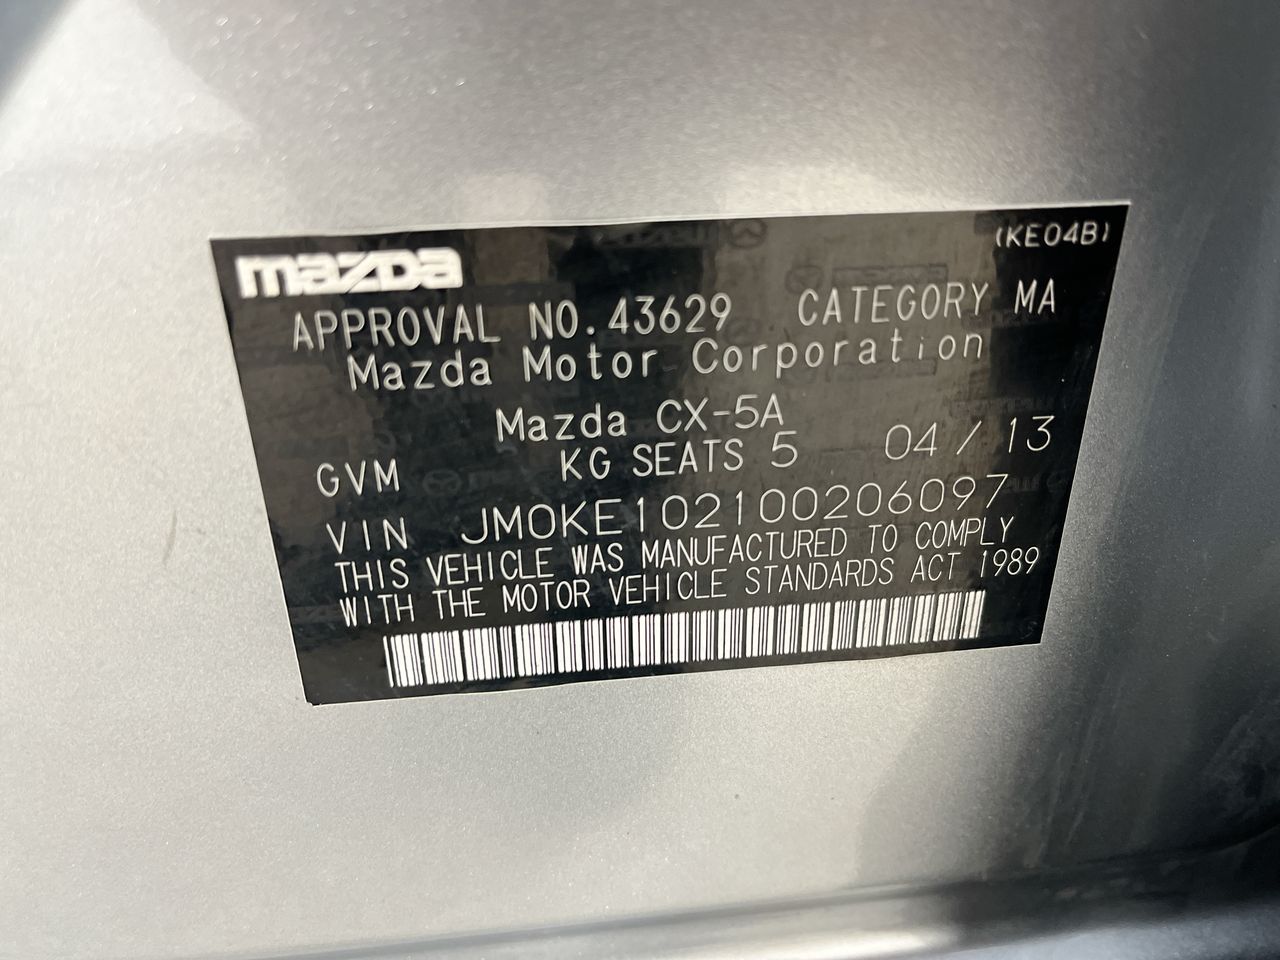 (KE04B)
mazda
APPROVAL NO.43629 CATEGORY MA
Mazda Motor Corporation
Mazda CX-5A
GVM KG SEATS 5 04/13
VIN JM0KE102100206097
THIS VEHICLE WAS MANUFACTURED TO COMPLY
WITH THE MOTOR VEHICLE STANDARDS ACT 1989